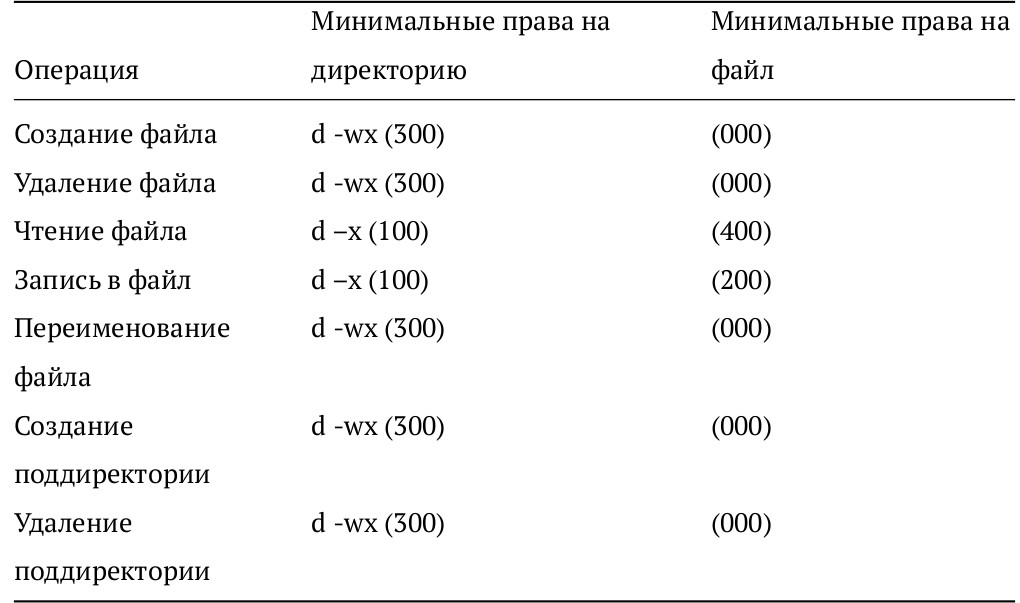 Минимальные права на Минимальные права на
Операция директорию файл
Создание файла d -wx (300) (000)
Удаление файла d -wx (300) (000)
Чтение файла d –x (100) (400)
Запись в файл d –x (100) (200)
Переименование d -wx (300) (000)
файла
Создание d -wx (300) (000)
поддиректории
Удаление d -wx (300) (000)
поддиректории